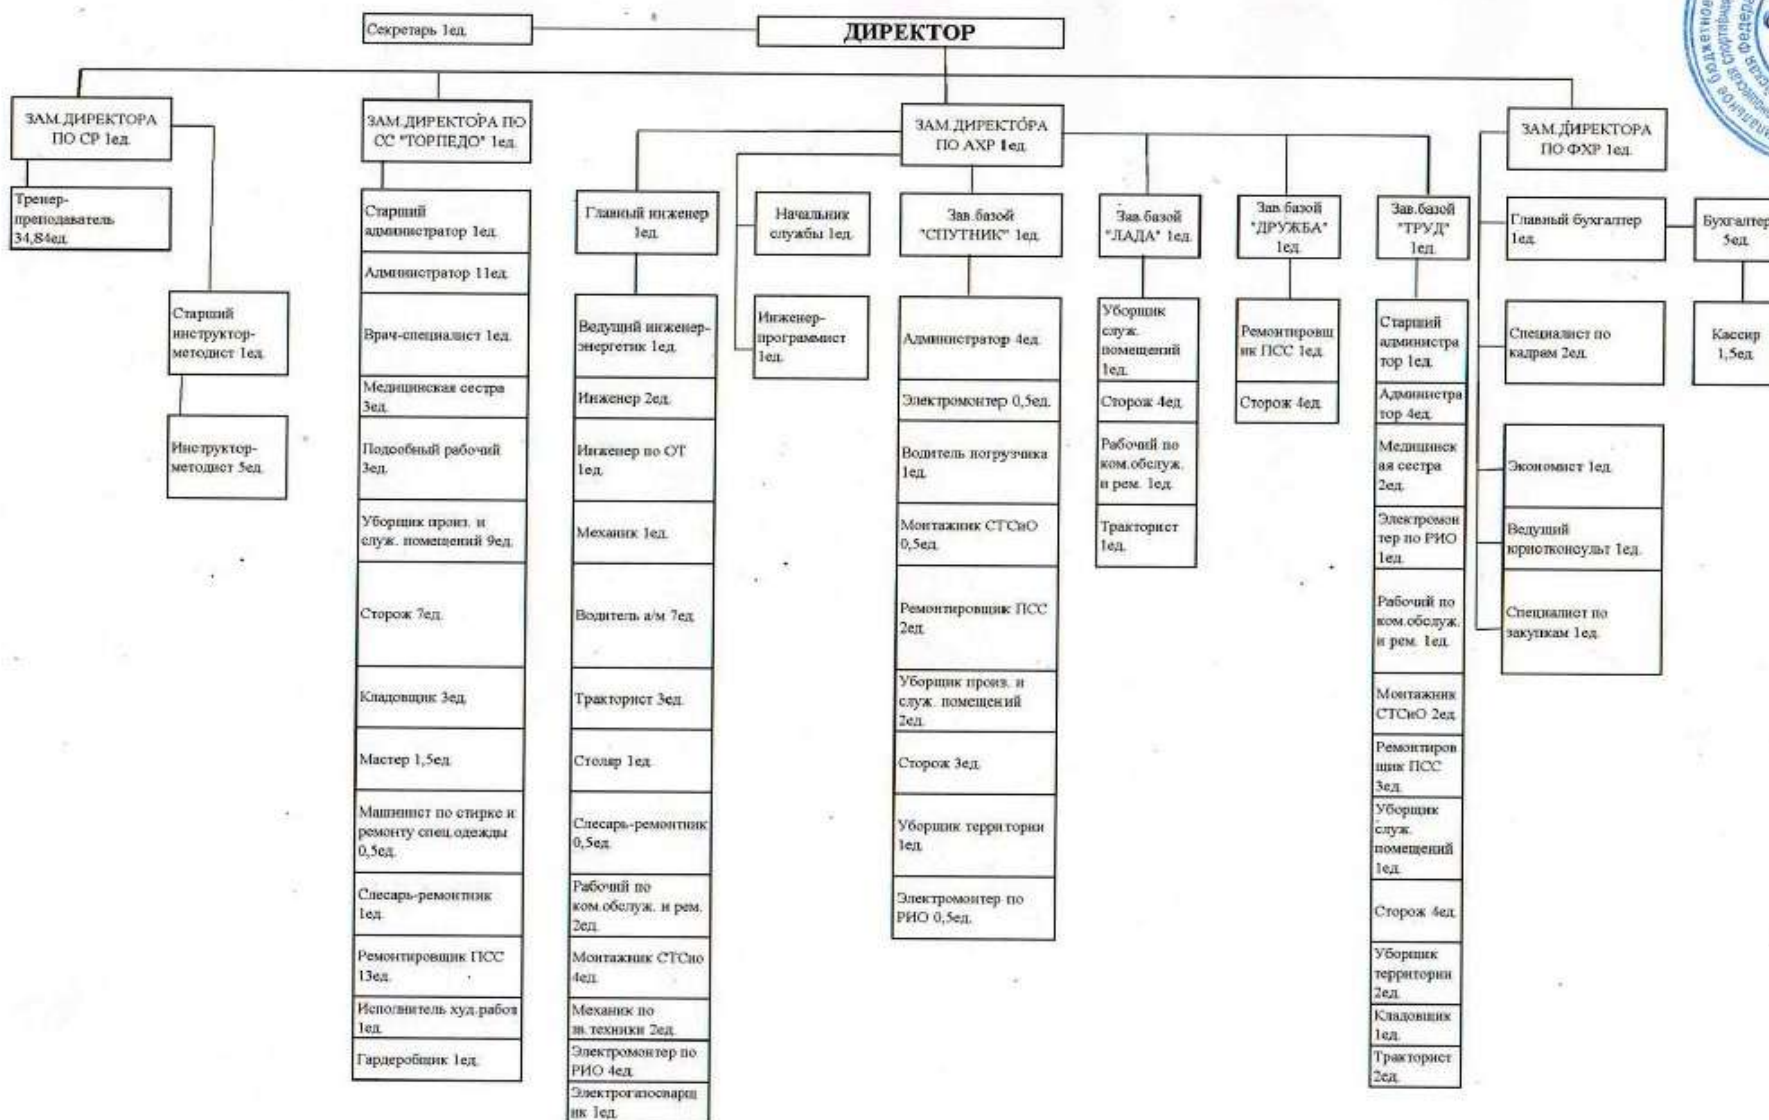 Секретарь 1ед.
ДИРЕКТОР
ЗАМ.ДИРЕКТОРА
ПО СР 1ед.
ЗАМ.ДИРЕКТОРА ПО
СС "ТОРПЕДО" 1ед.
ЗАМ.ДИРЕКТОРА
ПО АХР 1ед.
ЗАМ.ДИРЕКТОРА
ПО ФХР 1ед.
Тренер-
преподаватель
34,84ед.
Старший
инструктор-
методист 1ед.
Инструктор-
методист 5ед.
Старший
администратор 1ед.
Администратор 11ед.
Врач-специалист 1ед.
Медицинская сестра
3ед.
Подсобный рабочий
3ед.
Уборщик произ. и
служ. помещений 9ед.
Сторож 7ед.
Кладовщик 3ед.
Мастер 1,5ед.
Машинист по стирке и
ремонту спец.одежды
0,5ед.
Слесарь-ремонтник
1ед.
Ремонтировщик ПСС
13ед.
Исполнитель худ.работ
1ед.
Гардеробщик 1ед.
Главный инженер
1ед.
Ведущий инженер-
энергетик 1ед.
Инженер 2ед.
Инженер по ОТ
1ед.
Механик 1ед.
Водитель а/м 7ед.
Тракторист 3ед.
Столяр 1ед.
Слесарь-ремонтник
0,5ед.
Рабочий по
ком.обслуж. и рем.
2ед.
Монтажник СТСио
4ед.
Механик по
зв.техники 2ед.
Электромонтер по
РИО 4ед.
Электрогазосварщ
ик 1ед.
Начальник
службы 1ед.
Инженер-
программист
1ед.
Зав.базой
"СПУТНИК" 1ед.
Администратор 4ед.
Электромонтер 0,5ед.
Водитель погрузчика
1ед.
Монтажник СТСиО
0,5ед.
Ремонтировщик ПСС
2ед.
Уборщик произ. и
служ. помещений
2ед.
Сторож 3ед.
Уборщик территории
1ед.
Электромонтер по
РИО 0,5ед.
Зав.базой
"ЛАДА" 1ед.
Уборщик
служ.
помещений
1ед.
Сторож 4ед.
Рабочий по
ком.обслуж.
и рем. 1ед.
Тракторист
1ед.
Зав.базой
"ДРУЖБА"
1ед.
Ремонтировщ
ик ПСС 1ед.
Сторож 4ед.
Зав.базой
"ТРУД"
1ед.
Старший
администра
тор 1ед.
Администра
тор 4ед.
Медицинск
ая сестра
2ед.
Электромон
тер по РИО
1ед.
Рабочий по
ком.обслуж.
и рем. 1ед.
Монтажник
СТСиО 2ед.
Ремонтиров
щик ПСС
3ед.
Уборщик
служ.
помещений
1ед.
Сторож 4ед.
Уборщик
территории
2ед.
Кладовщик
1ед.
Тракторист
2ед.
Главный бухгалтер
1ед.
Бухгалтер
5ед.
Кассир
1,5ед.
Специалист по
кадрам 2ед.
Экономист 1ед.
Ведущий
юристконсульт 1ед.
Специалист по
закупкам 1ед.